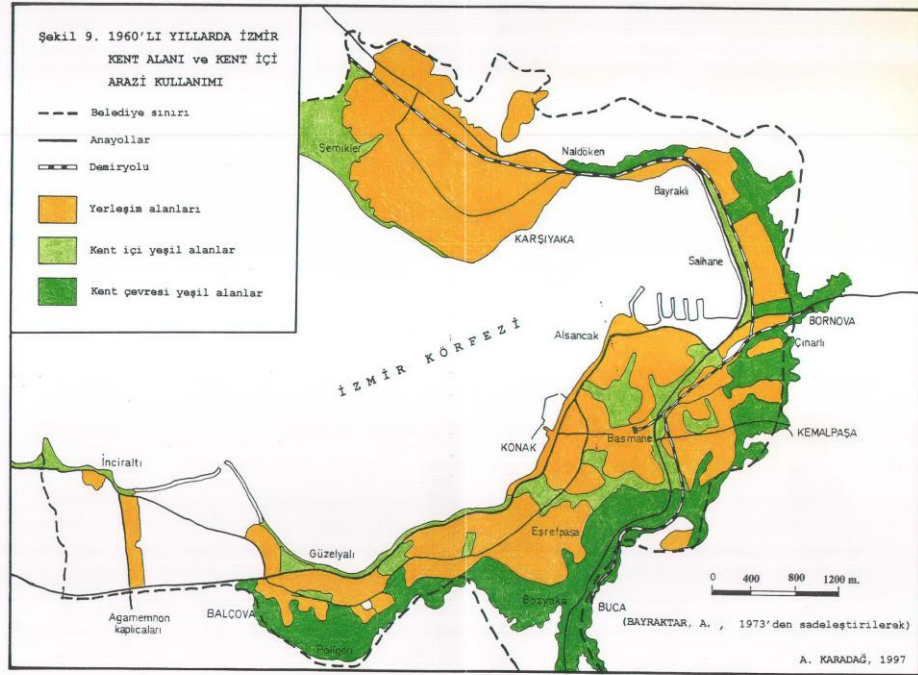 Şekil 9. 1960'LI YILLARDA İZMİR
KENT ALANI ve KENT İÇİ
ARAZİ KULLANIMI
Belediye sınırı
Anayollar
Demiryolu
Yerleşim alanları
Kent içi yeşil alanlar
Kent çevresi yeşil alanlar
Şemikler
Naldöken
Bayraklı
KARŞIYAKA
Salhane
Alsancak
BORNOVA
Çınarlı
İZMİR KÖRFEZİ
KONAK
Basmane
KEMALPAŞA
İnciraltı
Eşrefpaşa
Güzelyalı
0 400 800 1200 m.
Bozyaka
BUCA
Agamemnon
kaplıcaları
BALÇOVA
Poligon
(BAYRAKTAR, A. , 1973'den sadeleştirilerek)
A. KARADAĞ, 1997